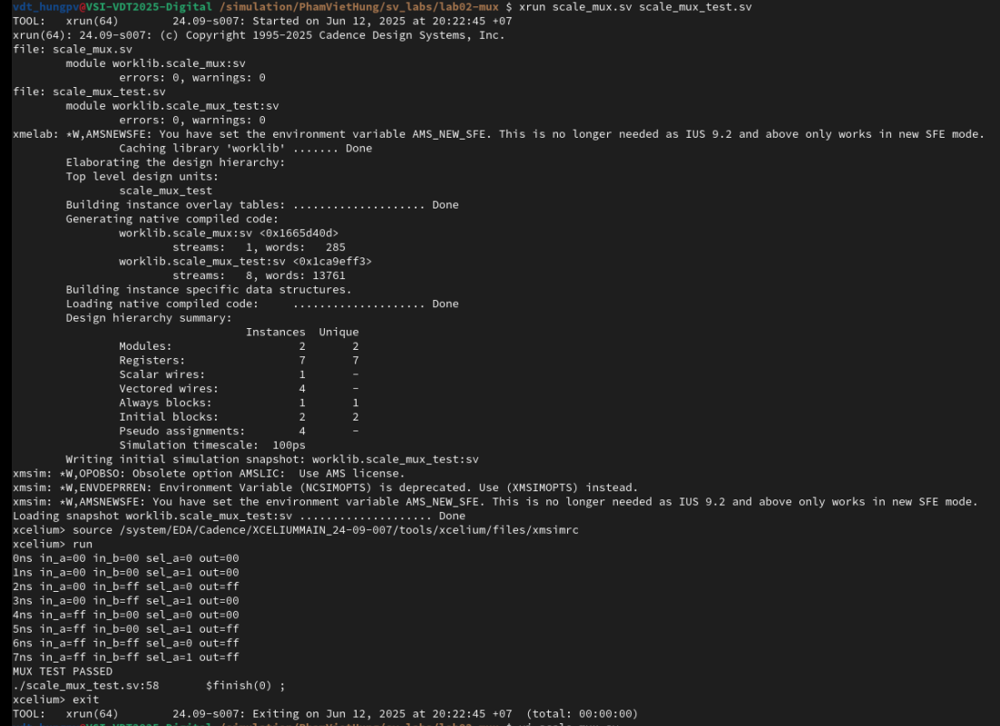 vdt_hungpv@VSI-VDT2025-Digital /simulation/PhamVietHung/sv_labs/lab02-mux $ xrun scale_mux.sv scale_mux_test.sv
TOOL:   xrun(64)        24.09-s007: Started on Jun 12, 2025 at 20:22:45 +07
xrun(64): 24.09-s007: (c) Copyright 1995-2025 Cadence Design Systems, Inc.
file: scale_mux.sv
        module worklib.scale_mux:sv
                errors: 0, warnings: 0
file: scale_mux_test.sv
        module worklib.scale_mux_test:sv
                errors: 0, warnings: 0
xmelab: *W,AMSNEWSFE: You have set the environment variable AMS_NEW_SFE. This is no longer needed as IUS 9.2 and above only works in new SFE mode.
                Caching library 'worklib' ....... Done
        Elaborating the design hierarchy:
        Top level design units:
                scale_mux_test
        Building instance overlay tables: .................... Done
        Generating native compiled code:
                worklib.scale_mux:sv <0x1665d40d>
                        streams:   1, words:   285
                worklib.scale_mux_test:sv <0x1ca9eff3>
                        streams:   8, words: 13761
        Building instance specific data structures.
        Loading native compiled code:     .................... Done
        Design hierarchy summary:
                                   Instances  Unique
                Modules:                   2       2
                Registers:                 7       7
                Scalar wires:              1       -
                Vectored wires:            4       -
                Always blocks:             1       1
                Initial blocks:            2       2
                Pseudo assignments:        4       -
                Simulation timescale:  100ps
        Writing initial simulation snapshot: worklib.scale_mux_test:sv
xmsim: *W,OPOBSO: Obsolete option AMSLIC:  Use AMS license.
xmsim: *W,ENVDEPRREN: Environment Variable (NCSIMOPTS) is deprecated. Use (XMSIMOPTS) instead.
xmsim: *W,AMSNEWSFE: You have set the environment variable AMS_NEW_SFE. This is no longer needed as IUS 9.2 and above only works in new SFE mode.
Loading snapshot worklib.scale_mux_test:sv .................... Done
xcelium> source /system/EDA/Cadence/XCELIUMMAIN_24-09-007/tools/xcelium/files/xmsimrc
xcelium> run
0ns in_a=00 in_b=00 sel_a=0 out=00
1ns in_a=00 in_b=00 sel_a=1 out=00
2ns in_a=00 in_b=ff sel_a=0 out=ff
3ns in_a=00 in_b=ff sel_a=1 out=00
4ns in_a=ff in_b=00 sel_a=0 out=00
5ns in_a=ff in_b=00 sel_a=1 out=ff
6ns in_a=ff in_b=ff sel_a=0 out=ff
7ns in_a=ff in_b=ff sel_a=1 out=ff
MUX TEST PASSED
./scale_mux_test.sv:58       $finish(0) ;
xcelium> exit
TOOL:   xrun(64)        24.09-s007: Exiting on Jun 12, 2025 at 20:22:45 +07  (total: 00:00:00)